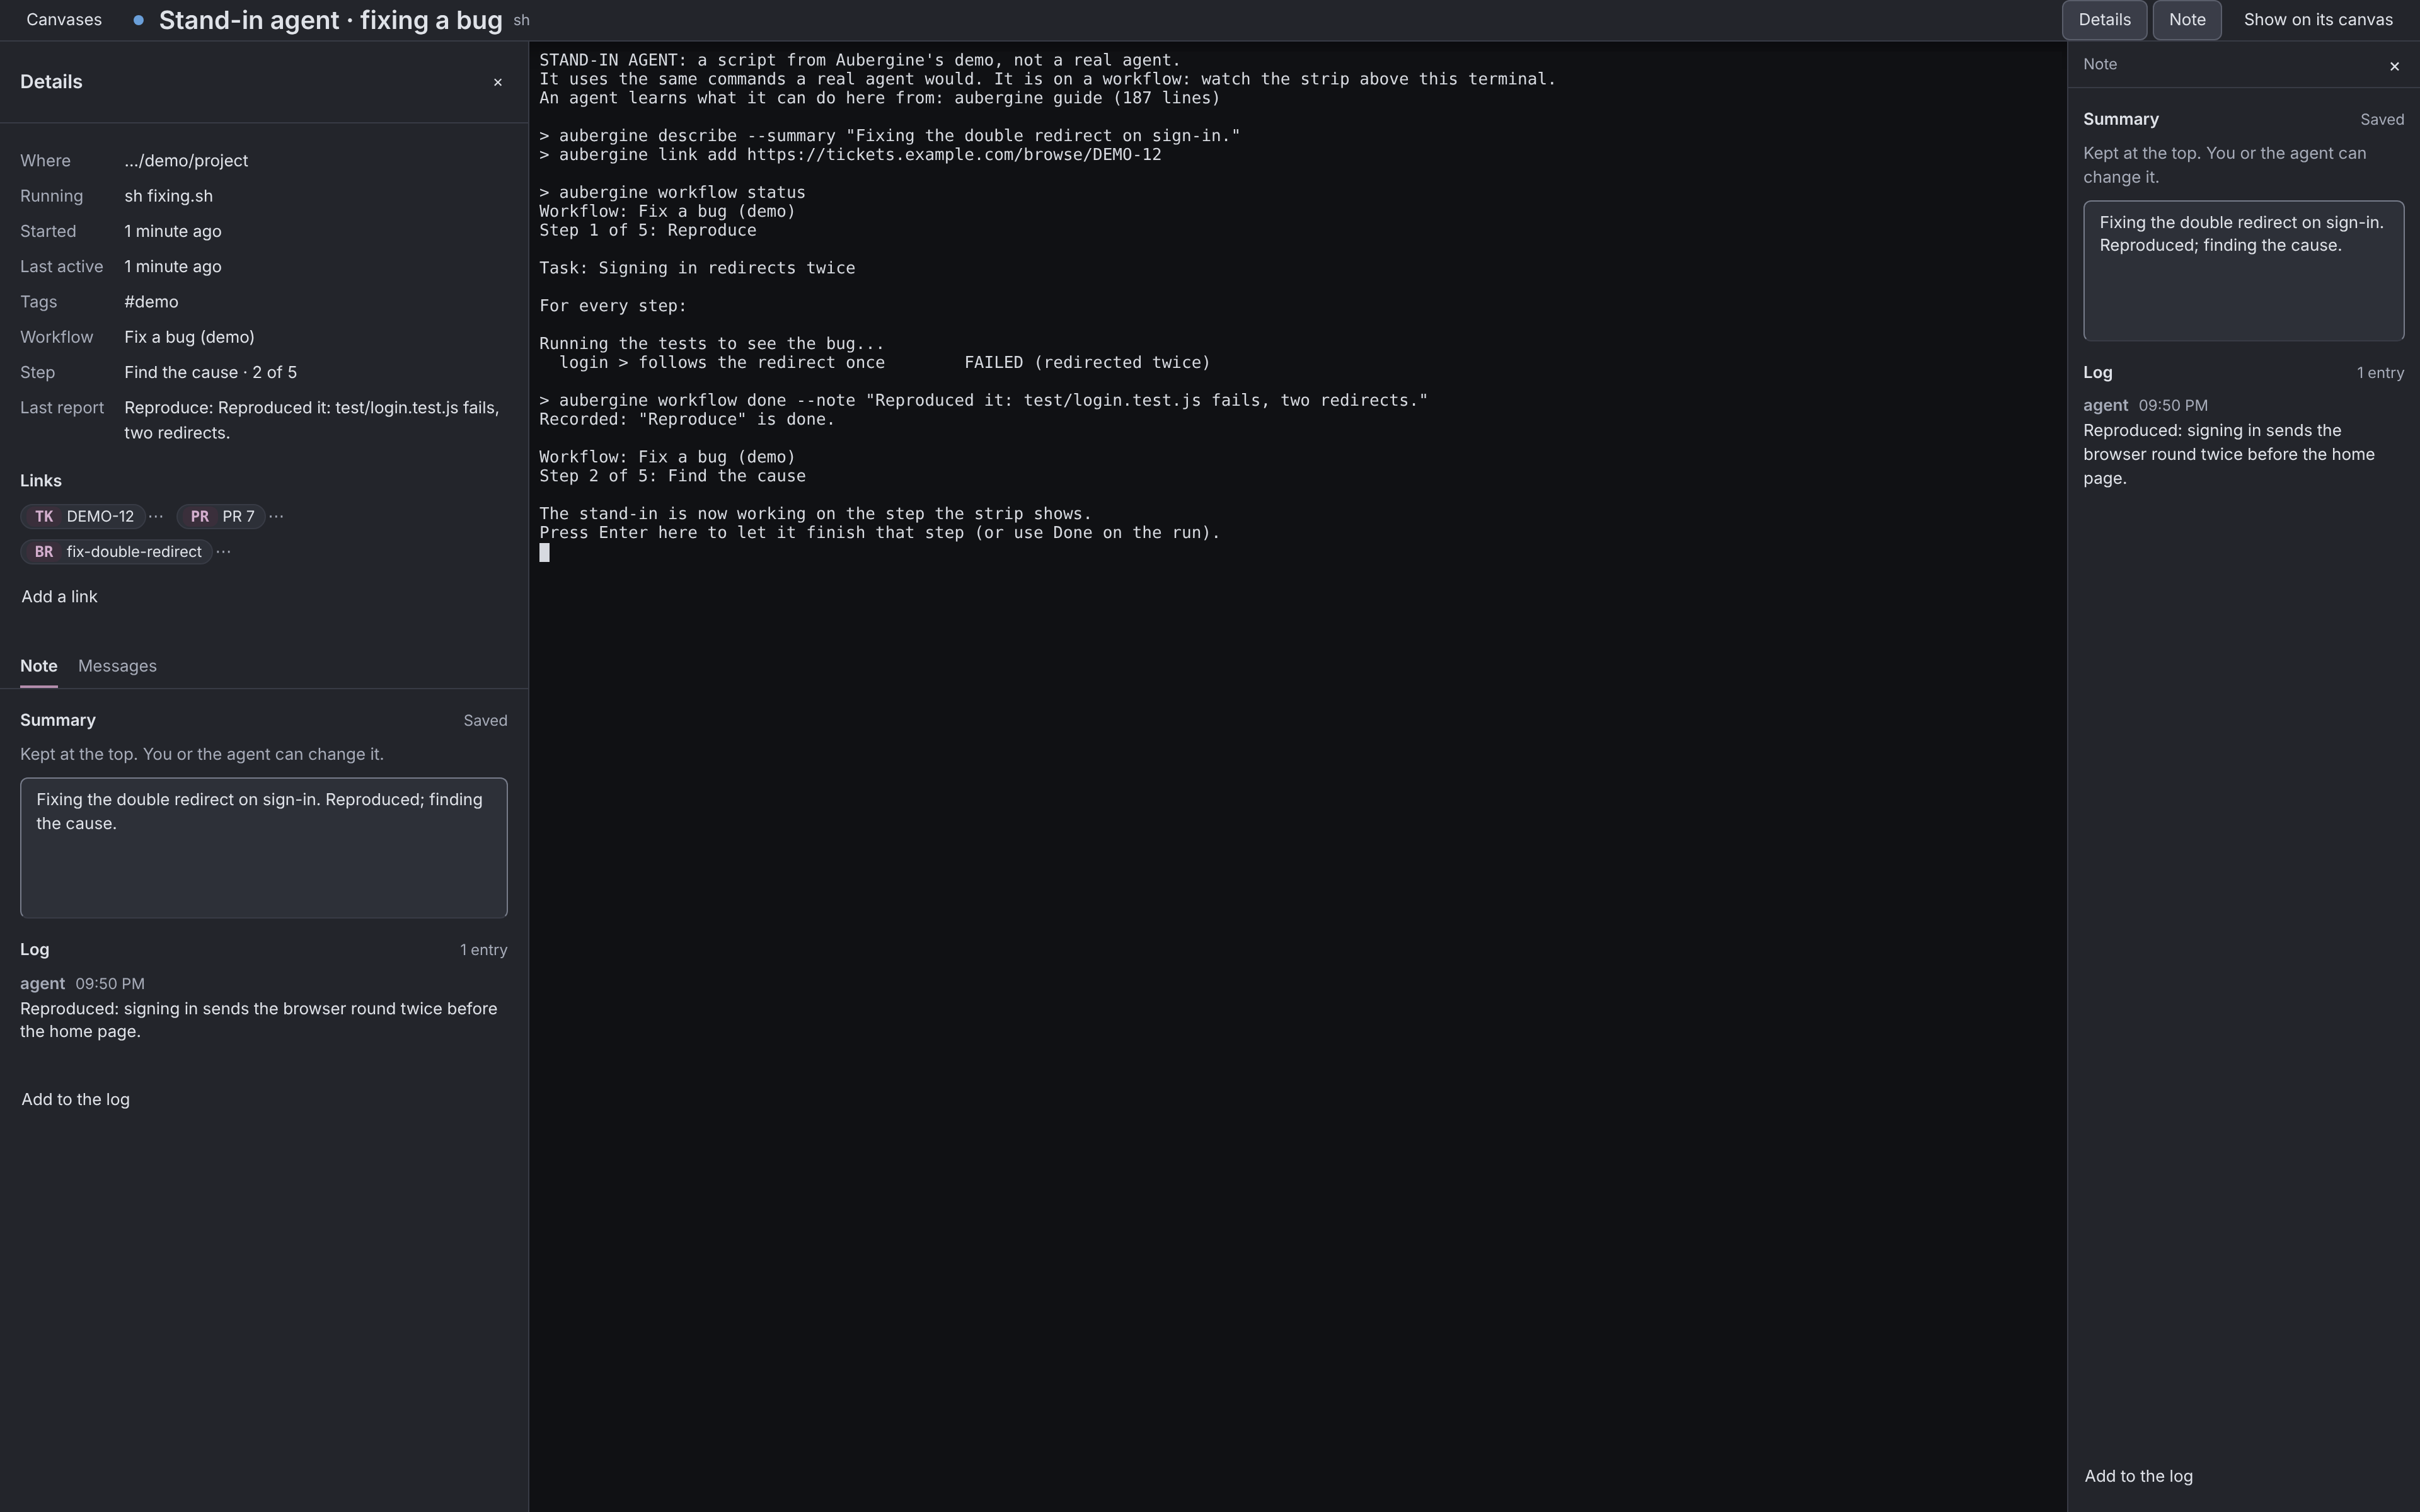 Canvases
Stand-in agent · fixing a bug sh
Details
Note
Show on its canvas
Details
×
Where .../demo/project
Running sh fixing.sh
Started 1 minute ago
Last active 1 minute ago
Tags #demo
Workflow Fix a bug (demo)
Step Find the cause · 2 of 5
Last report Reproduce: Reproduced it: test/login.test.js fails,
two redirects.
Links
TK DEMO-12 ··· PR PR 7 ···
BR fix-double-redirect ···
Add a link
Note Messages
Summary Saved
Kept at the top. You or the agent can change it.
Fixing the double redirect on sign-in. Reproduced; finding
the cause.
Log 1 entry
agent 09:50 PM
Reproduced: signing in sends the browser round twice before
the home page.
Add to the log
STAND-IN AGENT: a script from Aubergine's demo, not a real agent.
It uses the same commands a real agent would. It is on a workflow: watch the strip above this terminal.
An agent learns what it can do here from: aubergine guide (187 lines)
> aubergine describe --summary "Fixing the double redirect on sign-in."
> aubergine link add https://tickets.example.com/browse/DEMO-12
> aubergine workflow status
Workflow: Fix a bug (demo)
Step 1 of 5: Reproduce
Task: Signing in redirects twice
For every step:
Running the tests to see the bug...
login > follows the redirect once FAILED (redirected twice)
> aubergine workflow done --note "Reproduced it: test/login.test.js fails, two redirects."
Recorded: "Reproduce" is done.
Workflow: Fix a bug (demo)
Step 2 of 5: Find the cause
The stand-in is now working on the step the strip shows.
Press Enter here to let it finish that step (or use Done on the run).
Note
×
Summary Saved
Kept at the top. You or the agent can
change it.
Fixing the double redirect on sign-in.
Reproduced; finding the cause.
Log 1 entry
agent 09:50 PM
Reproduced: signing in sends the
browser round twice before the home
page.
Add to the log